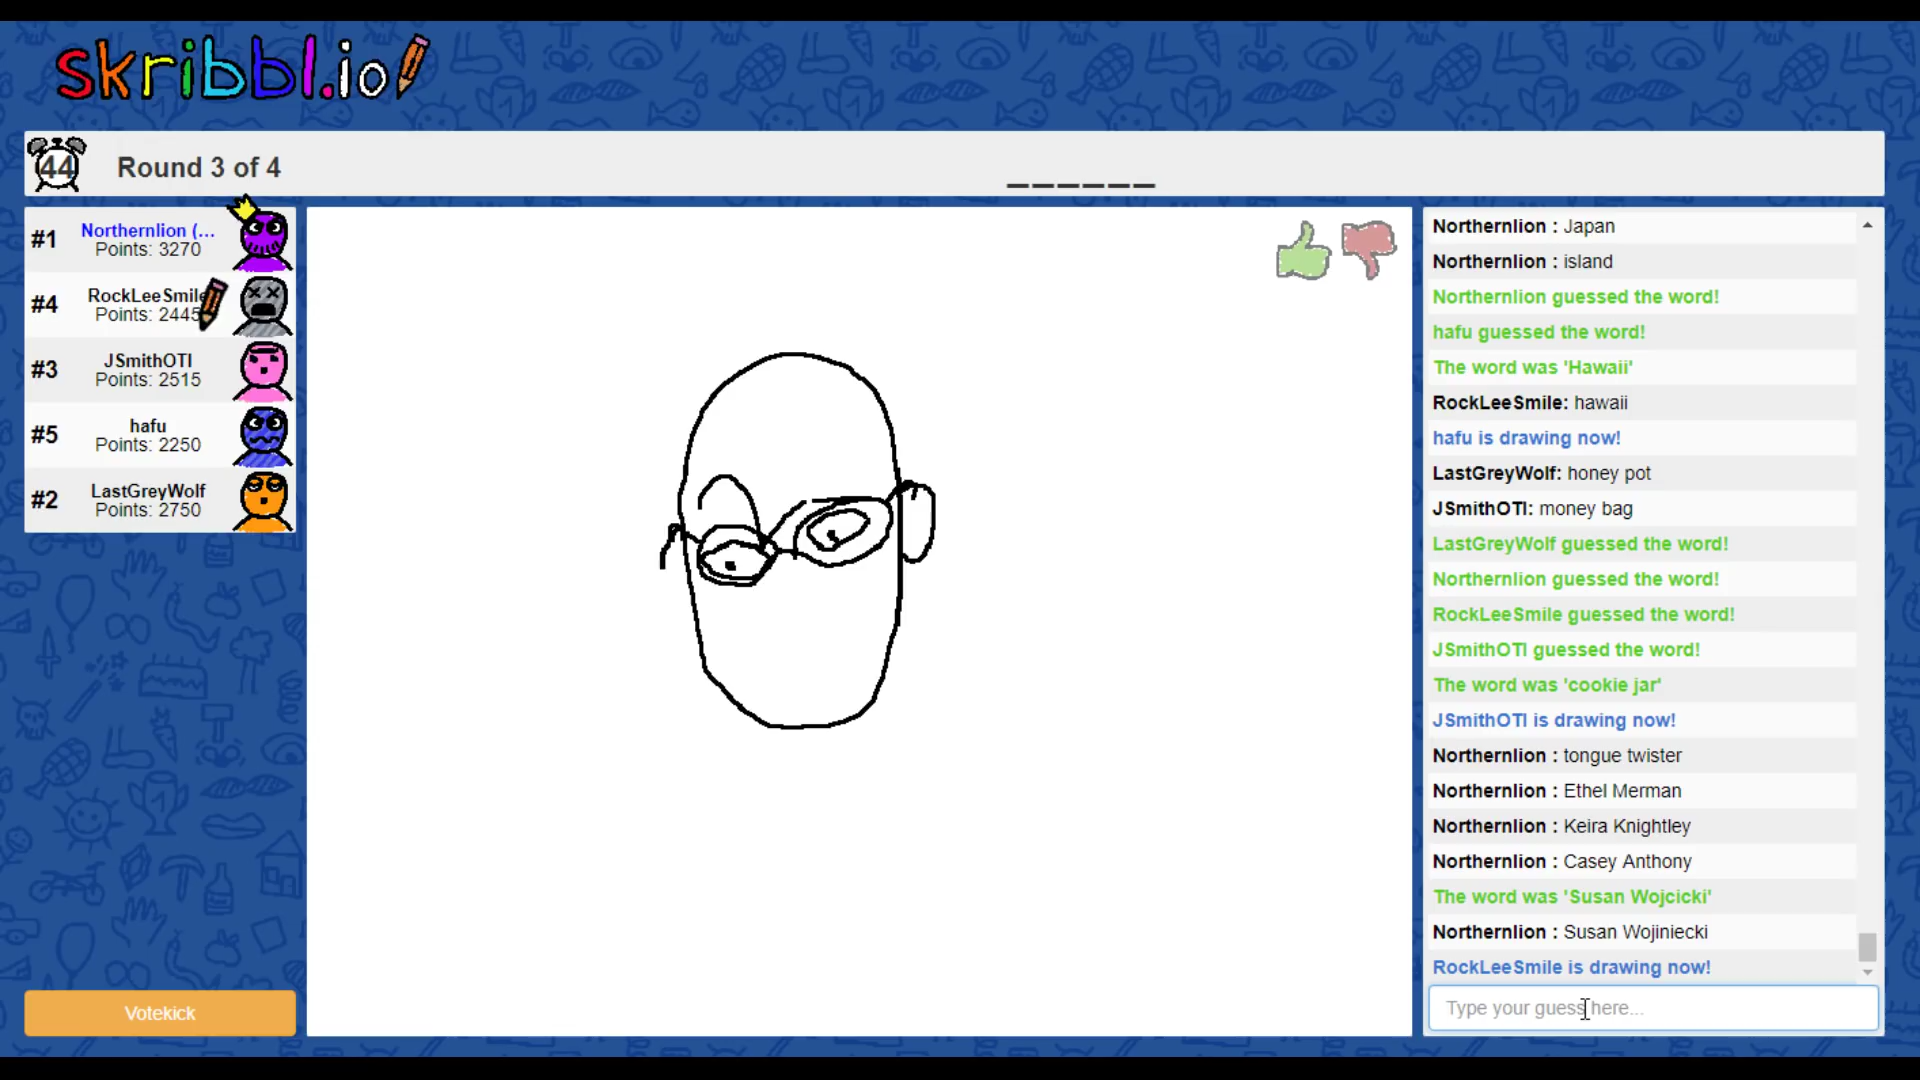 skribbl.io
44
Round 3 of 4
______
#1
Northernlion (...
Points: 3270
#4
RockLeeSmile
Points: 2445
#3
JSmithOTI
Points: 2515
#5
hafu
Points: 2250
#2
LastGreyWolf
Points: 2750
Votekick
Northernlion : Japan
Northernlion : island
Northernlion guessed the word!
hafu guessed the word!
The word was 'Hawaii'
RockLeeSmile: hawaii
hafu is drawing now!
LastGreyWolf: honey pot
JSmithOTI: money bag
LastGreyWolf guessed the word!
Northernlion guessed the word!
RockLeeSmile guessed the word!
JSmithOTI guessed the word!
The word was 'cookie jar'
JSmithOTI is drawing now!
Northernlion : tongue twister
Northernlion : Ethel Merman
Northernlion : Keira Knightley
Northernlion : Casey Anthony
The word was 'Susan Wojcicki'
Northernlion : Susan Wojiniecki
RockLeeSmile is drawing now!
Type your guess here...